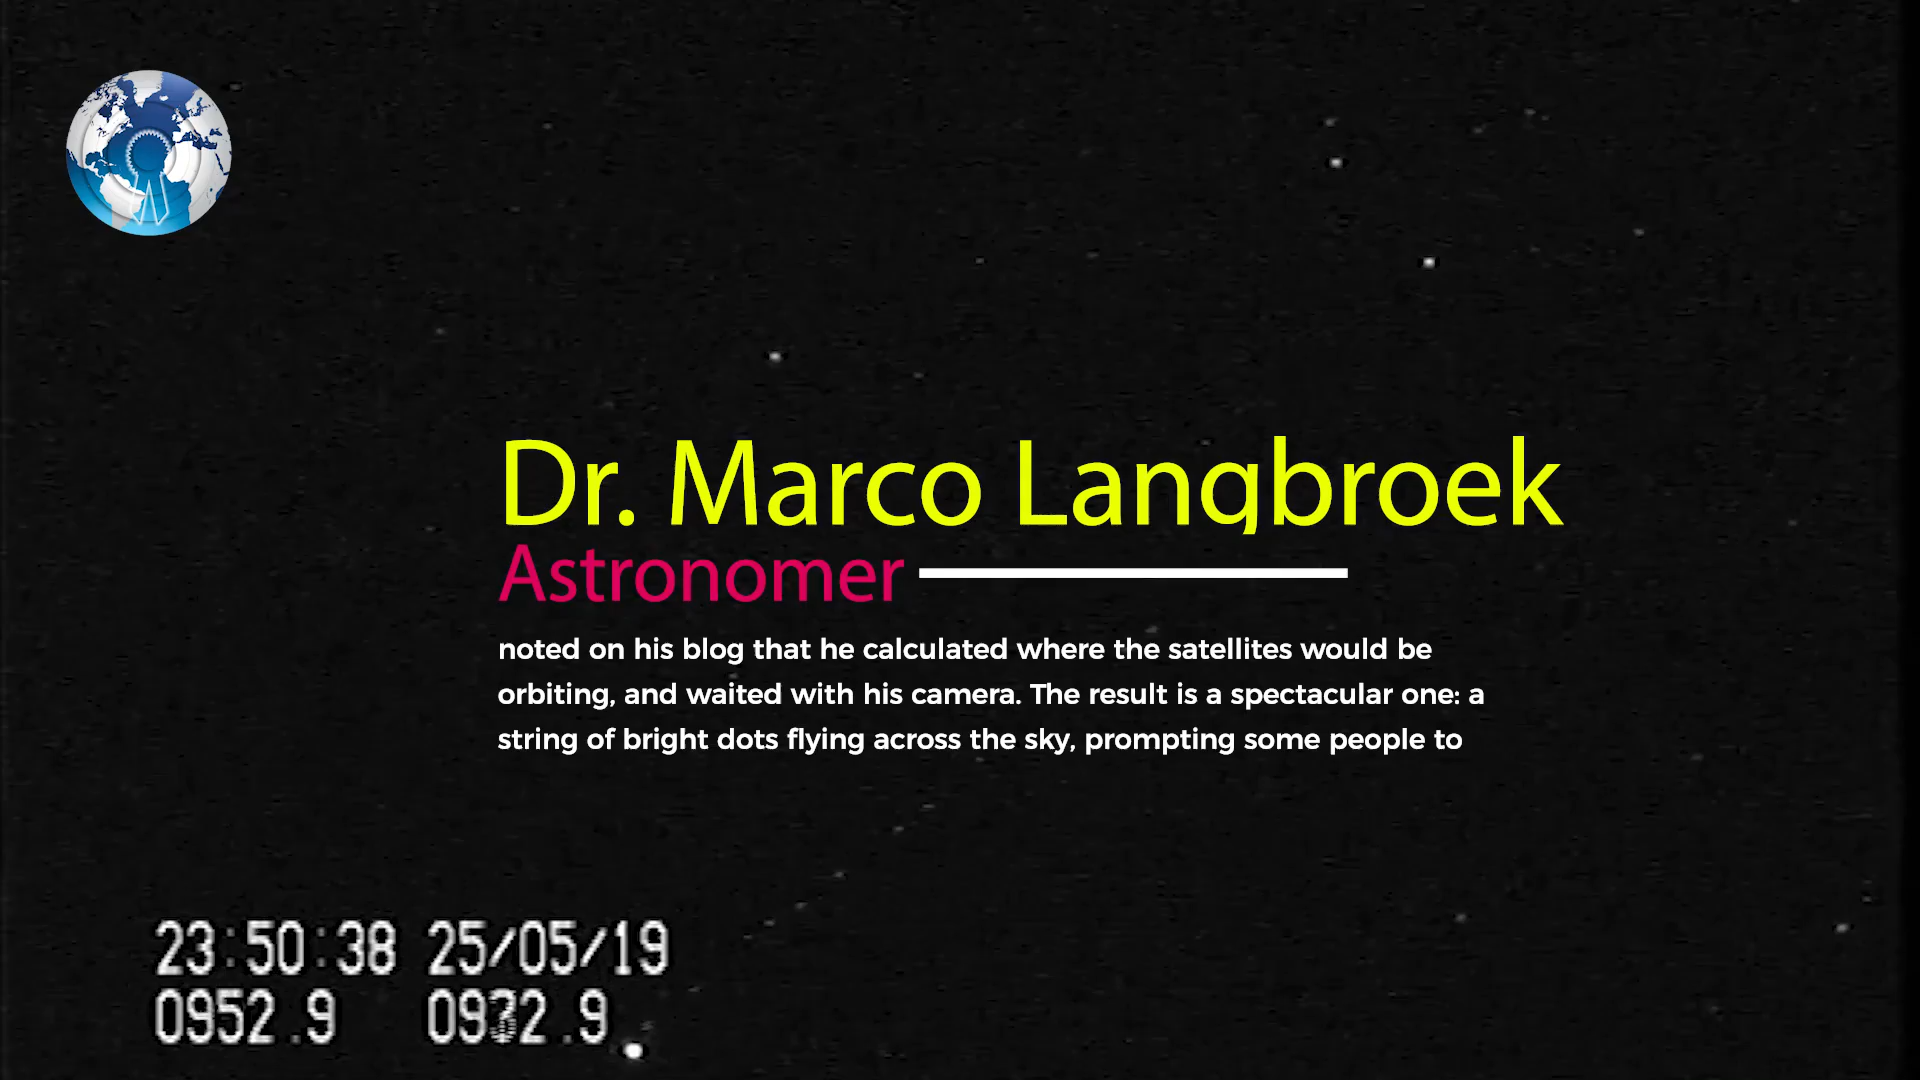 Dr. Marco Langbroek
Astronomer
noted on his blog that he calculated where the satellites would be
orbiting, and waited with his camera. The result is a spectacular one: a
string of bright dots flying across the sky, prompting some people to
23:50:38 25/05/19
0952.9